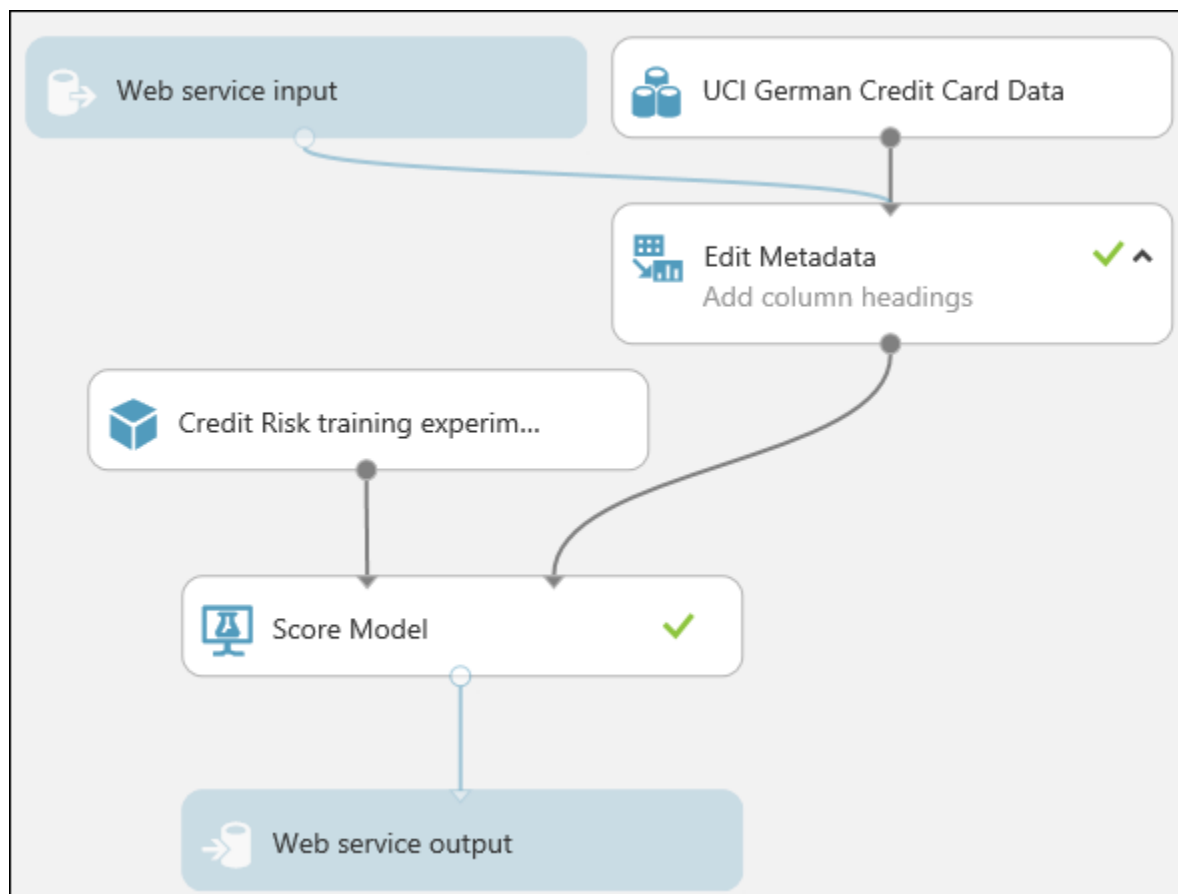 Web service input
UCI German Credit Card Data
Edit Metadata
Add column headings
Credit Risk training experim...
Score Model
Web service output